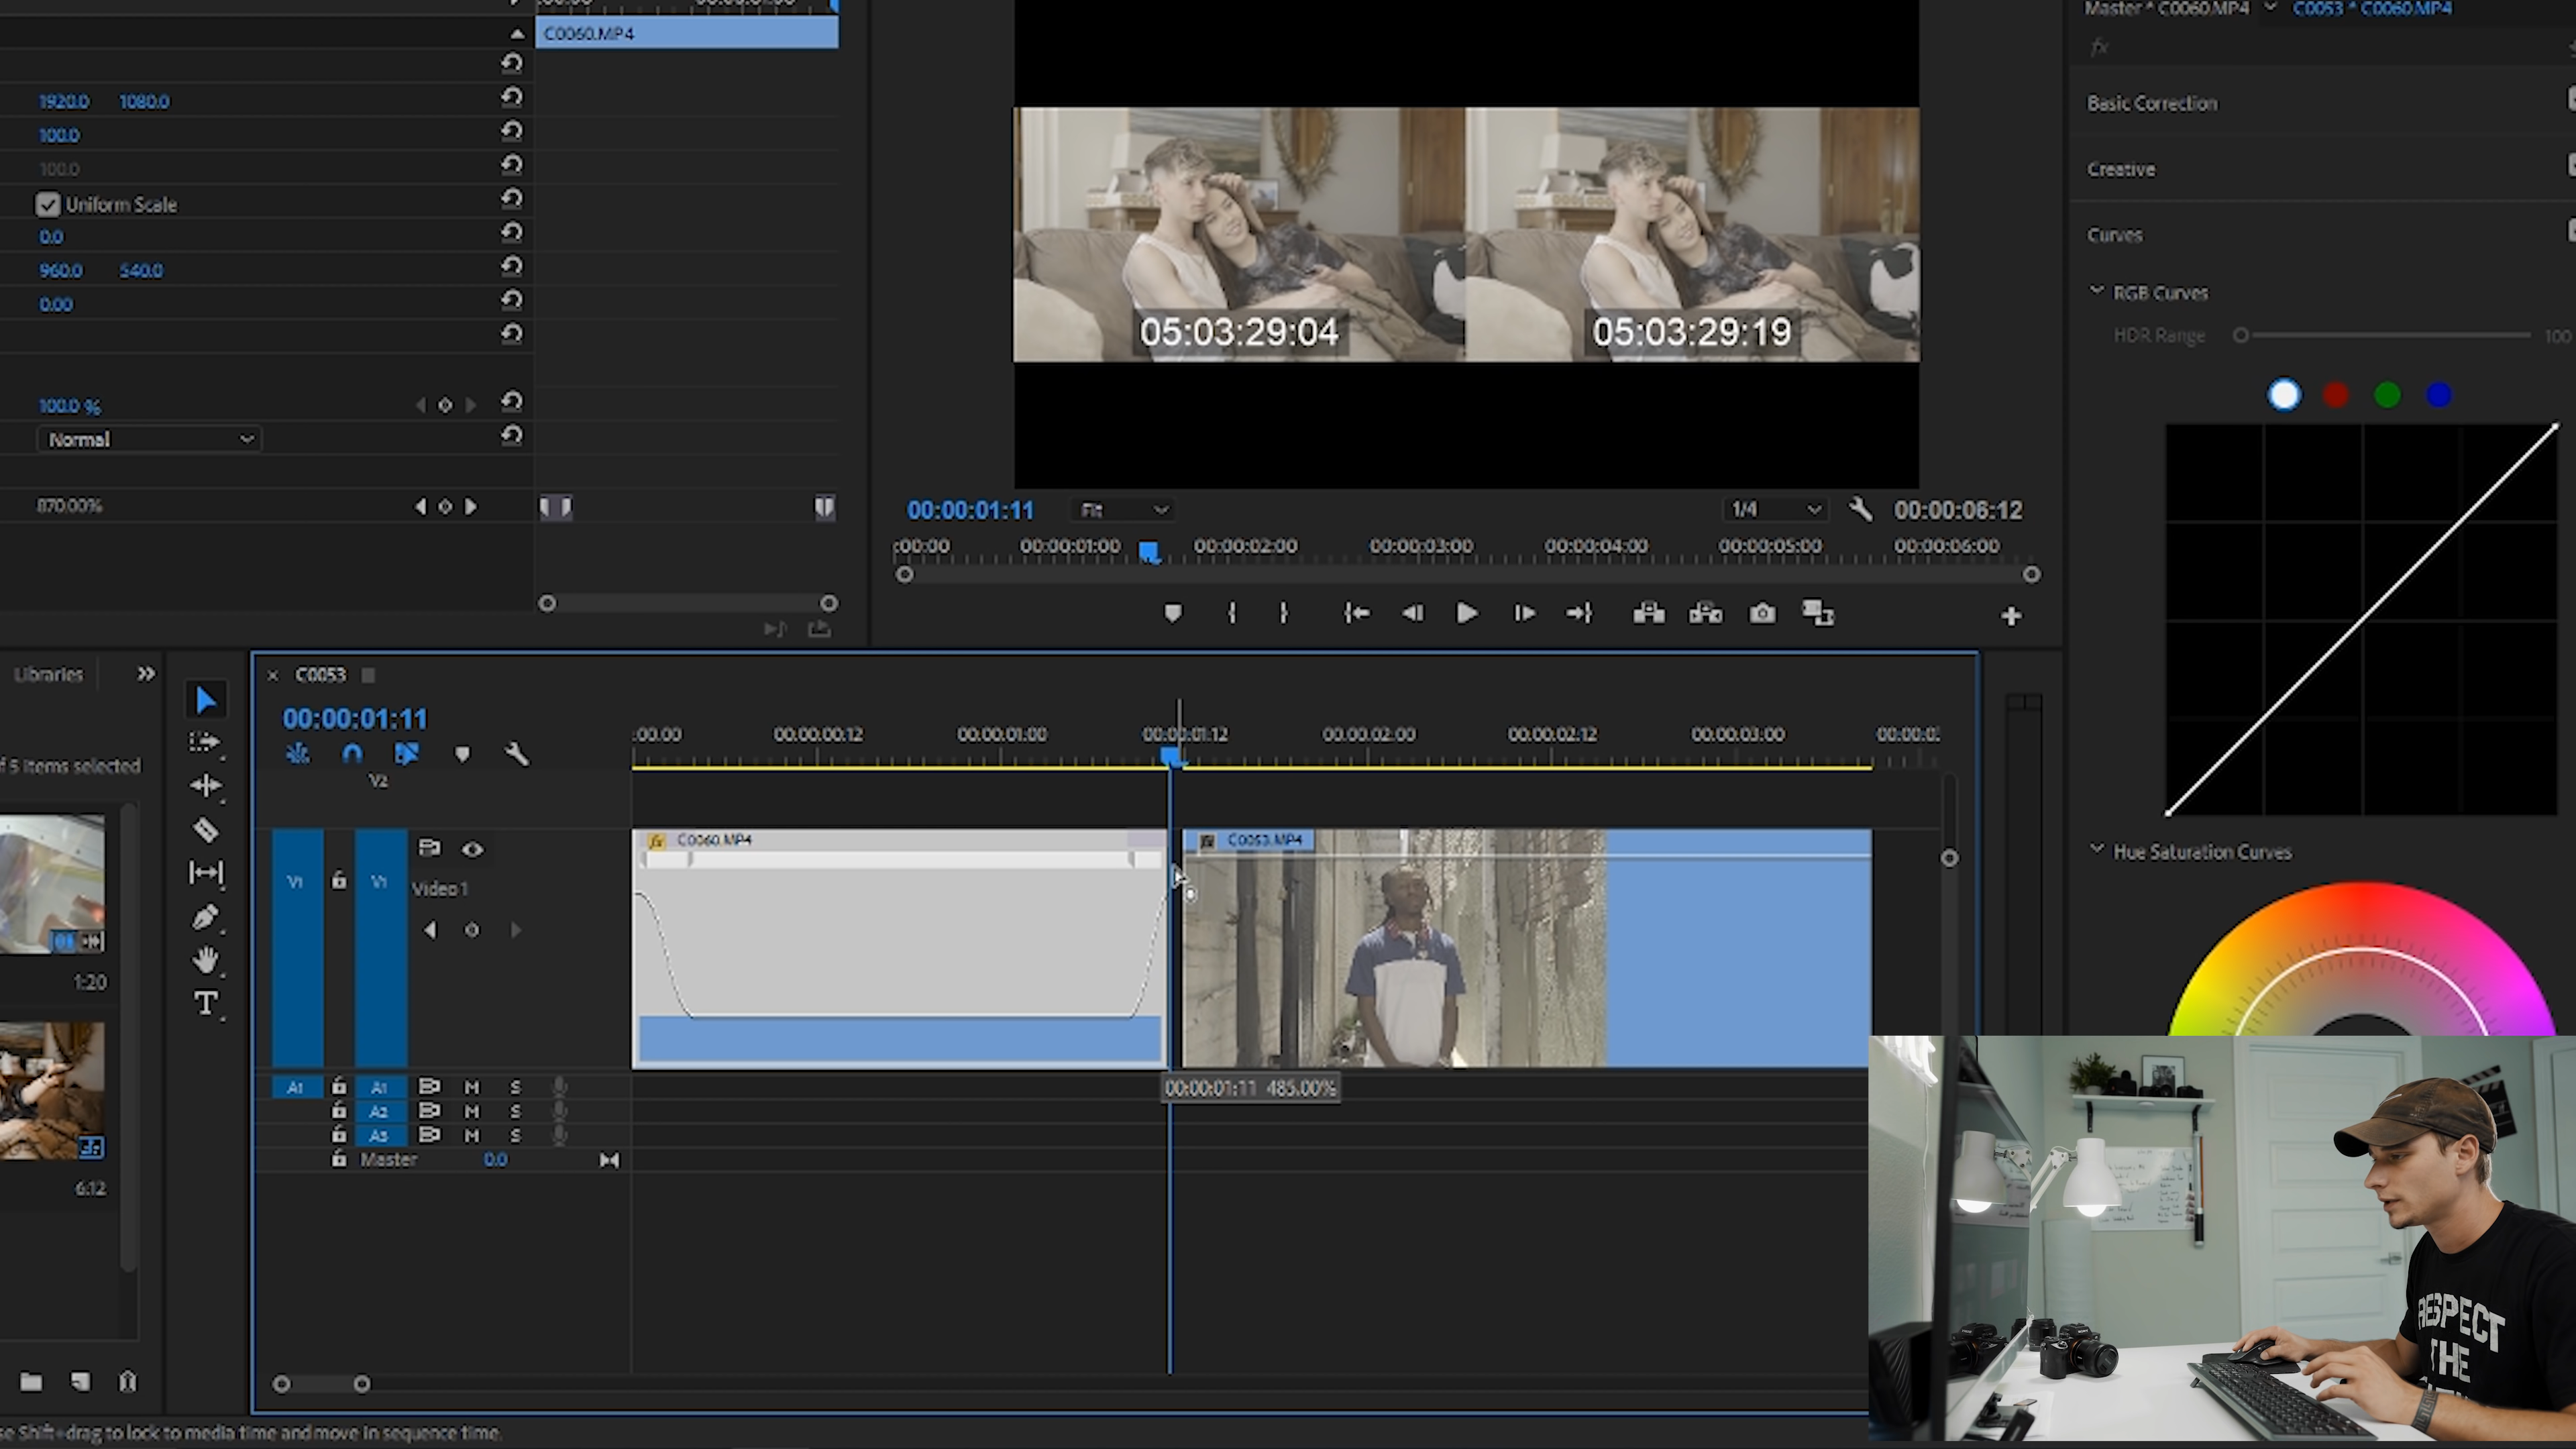 Master * C0060.MP4
C0053 * C0060.MP4
C0060.MP4
fx
1920.0 1080.0
100.0
100.0
Uniform Scale
0.0
960.0 540.0
0.00
100.0 %
Normal
870.00%
05:03:29:04
05:03:29:19
00:00:01:11
Fit
1/4
00:00:06:12
:00:00
00:00:01:00
00:00:02:00
00:00:03:00
00:00:04:00
00:00:05:00
00:00:06:00
Basic Correction
Creative
Curves
RGB Curves
HDR Range
100
Hue Saturation Curves
Libraries
C0053
00:00:01:11
:00:00
00:00:00:12
00:00:01:00
00:00:01:12
00:00:02:00
00:00:02:12
00:00:03:00
f 5 items selected
V2
fx C0060.MP4
fx C0053.MP4
V1 V1
Video 1
1:20
00:00:01:11 485.00%
A1 A1 M S
A2 M S
A3 M S
Master 0.0
6:12
T
RESPECT
THE
se Shift+drag to lock to media time and move in sequence time.